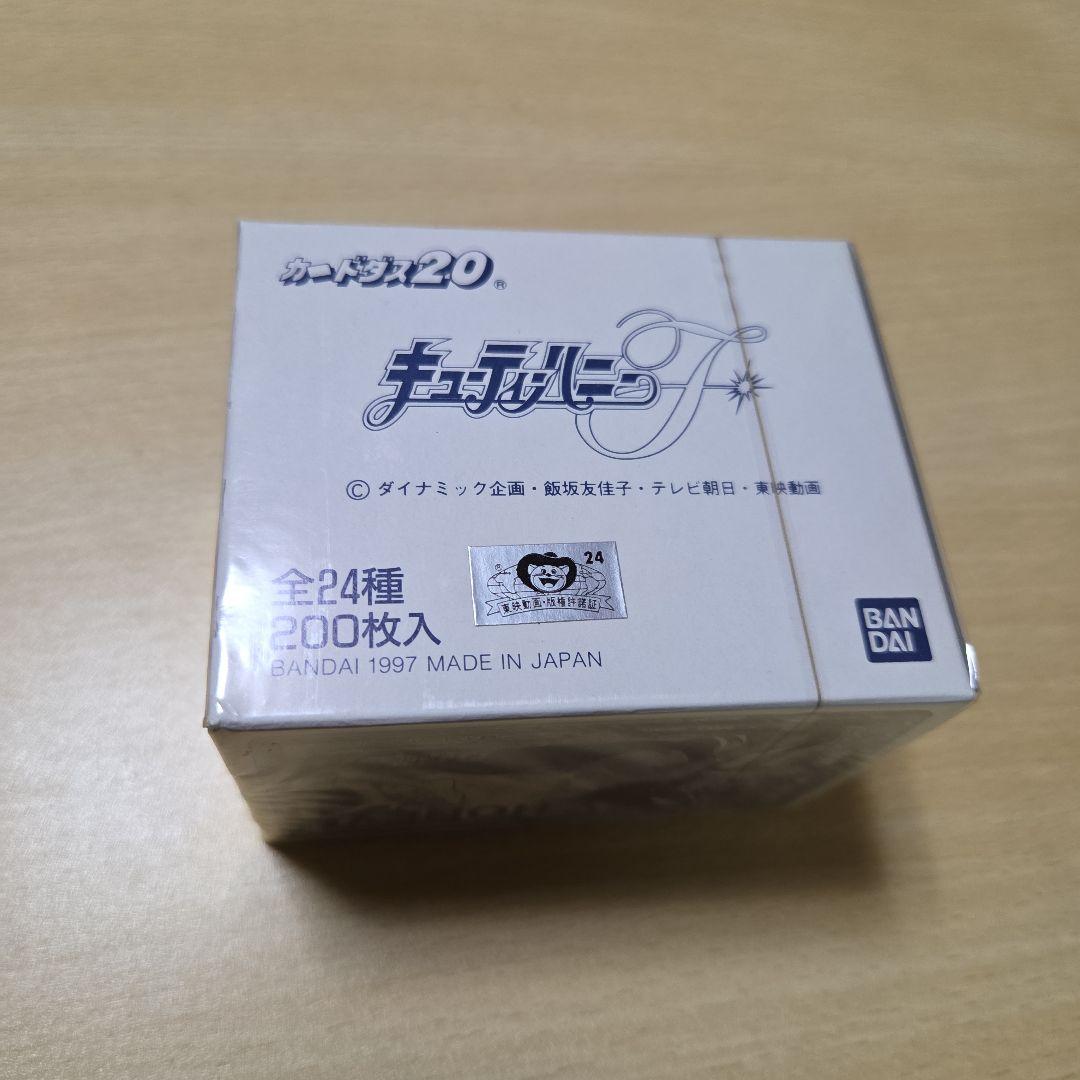 カードダス20®
キューティーハニーF
© ダイナミック企画・飯坂友佳子・テレビ朝日・東映動画
24
®
東映動画・版権許諾証
全24種
200枚入
BANDAI 1997 MADE IN JAPAN
BAN
DAI